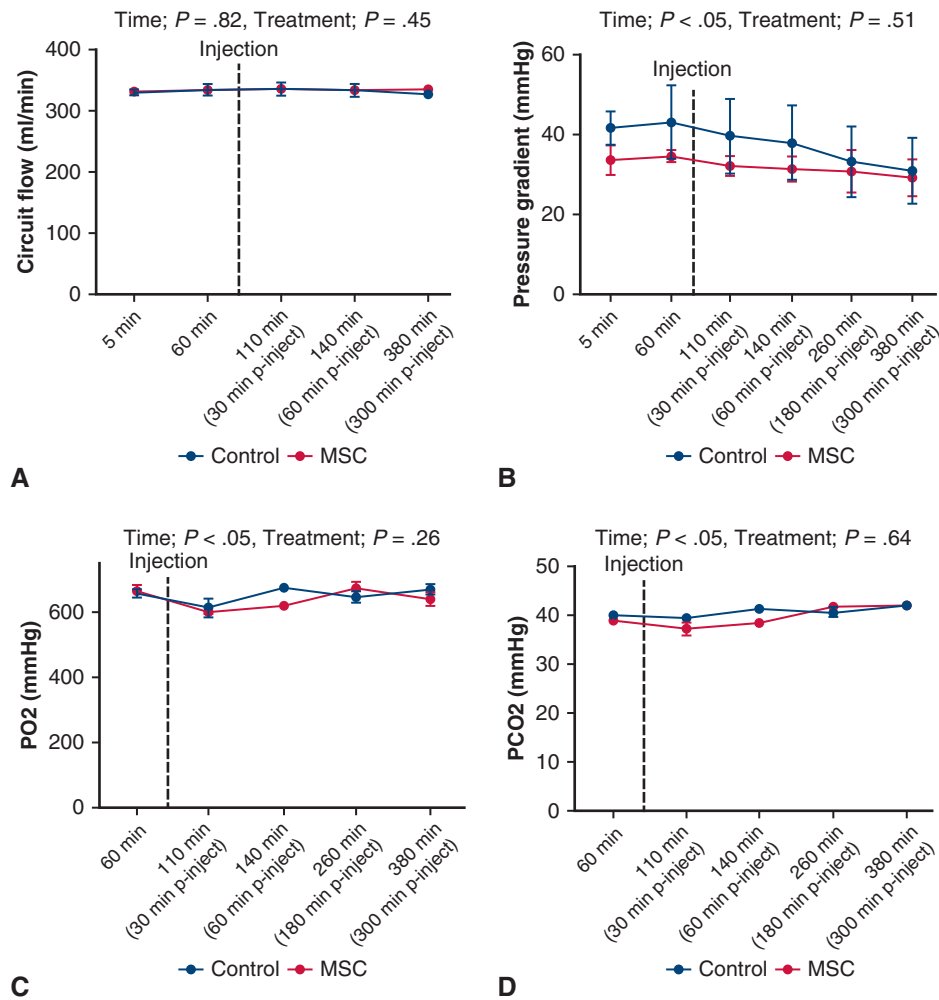 Time; P = .82, Treatment; P = .45
Injection
Circuit flow (ml/min)
400
300
200
100
0
5 min
60 min
110 min
(30 min p-inject)
140 min
(60 min p-inject)
380 min
(300 min p-inject)
Control MSC
A
Time; P < .05, Treatment; P = .51
Injection
Pressure gradient (mmHg)
60
40
20
0
5 min
60 min
110 min
(30 min p-inject)
140 min
(60 min p-inject)
260 min
(180 min p-inject)
380 min
(300 min p-inject)
Control MSC
B
Time; P < .05, Treatment; P = .26
Injection
PO2 (mmHg)
600
400
200
0
60 min
110 min
(30 min p-inject)
140 min
(60 min p-inject)
260 min
(180 min p-inject)
380 min
(300 min p-inject)
Control MSC
C
Time; P < .05, Treatment; P = .64
Injection
PCO2 (mmHg)
50
40
30
20
10
0
60 min
110 min
(30 min p-inject)
140 min
(60 min p-inject)
260 min
(180 min p-inject)
380 min
(300 min p-inject)
Control MSC
D